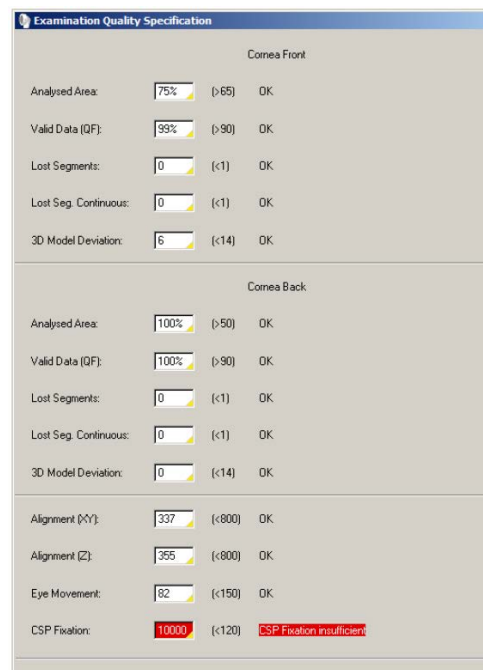 Examination Quality Specification
Cornea Front
Analysed Area: 75% (>65) OK
Valid Data (QF): 99% (>90) OK
Lost Segments: 0 (<1) OK
Lost Seg. Continuous: 0 (<1) OK
3D Model Deviation: 6 (<14) OK
Cornea Back
Analysed Area: 100% (>50) OK
Valid Data (QF): 100% (>90) OK
Lost Segments: 0 (<1) OK
Lost Seg. Continuous: 0 (<1) OK
3D Model Deviation: 0 (<14) OK
Alignment (XY): 337 (<800) OK
Alignment (Z): 355 (<800) OK
Eye Movement: 82 (<150) OK
CSP Fixation: 10000 (<120) CSP Fixation insufficient